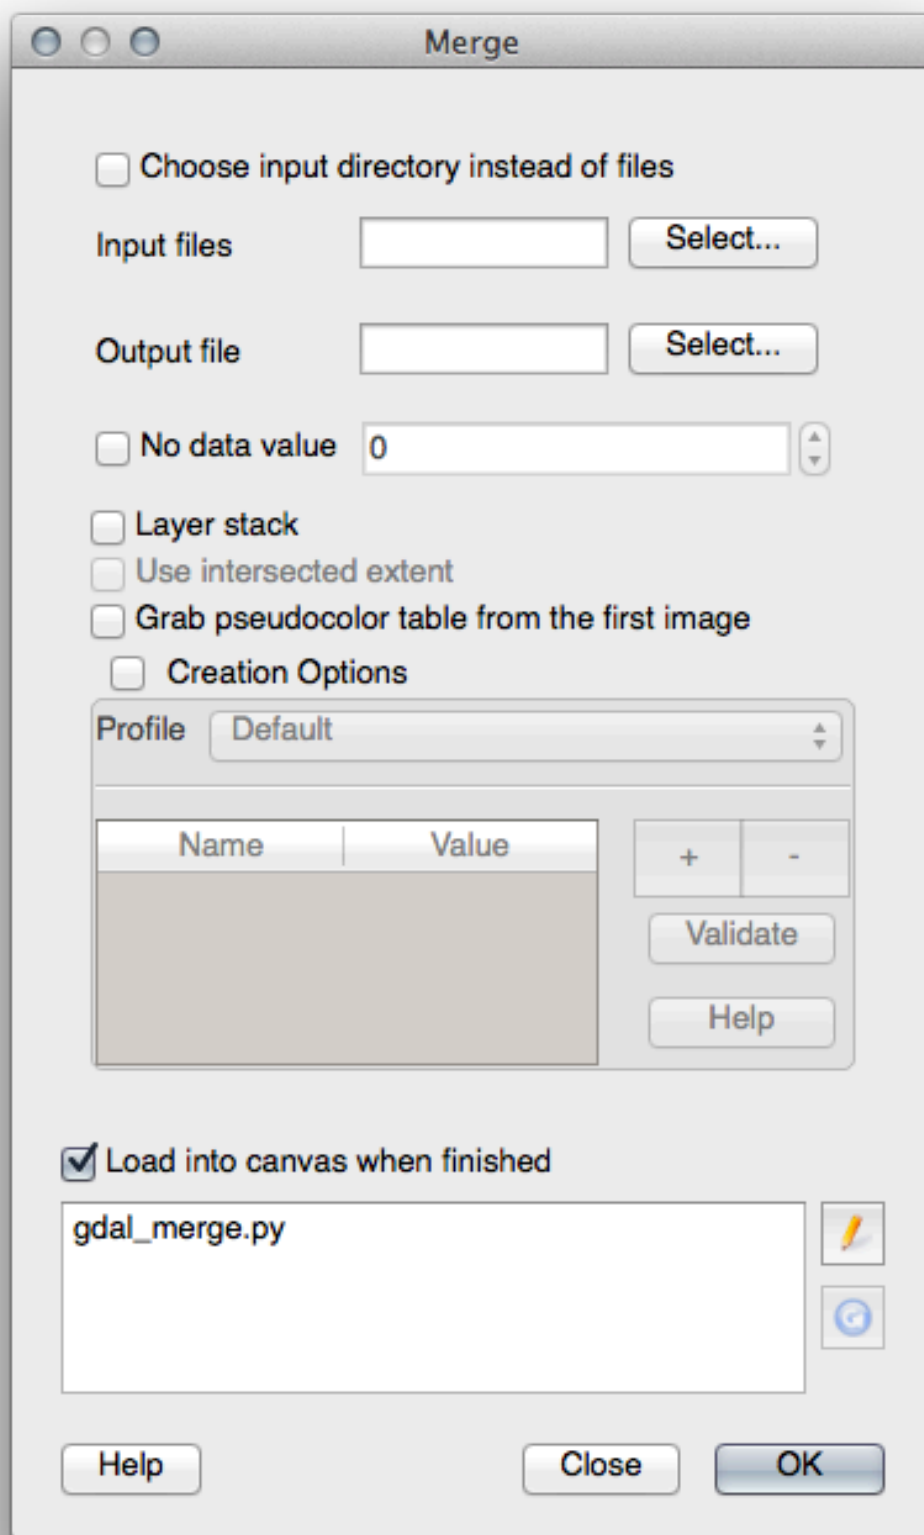 Merge
Choose input directory instead of files
Input files Select...
Output file Select...
No data value 0
Layer stack
Use intersected extent
Grab pseudocolor table from the first image
Creation Options
Profile Default
Name Value + -
Validate
Help
Load into canvas when finished
gdal_merge.py
Help Close OK